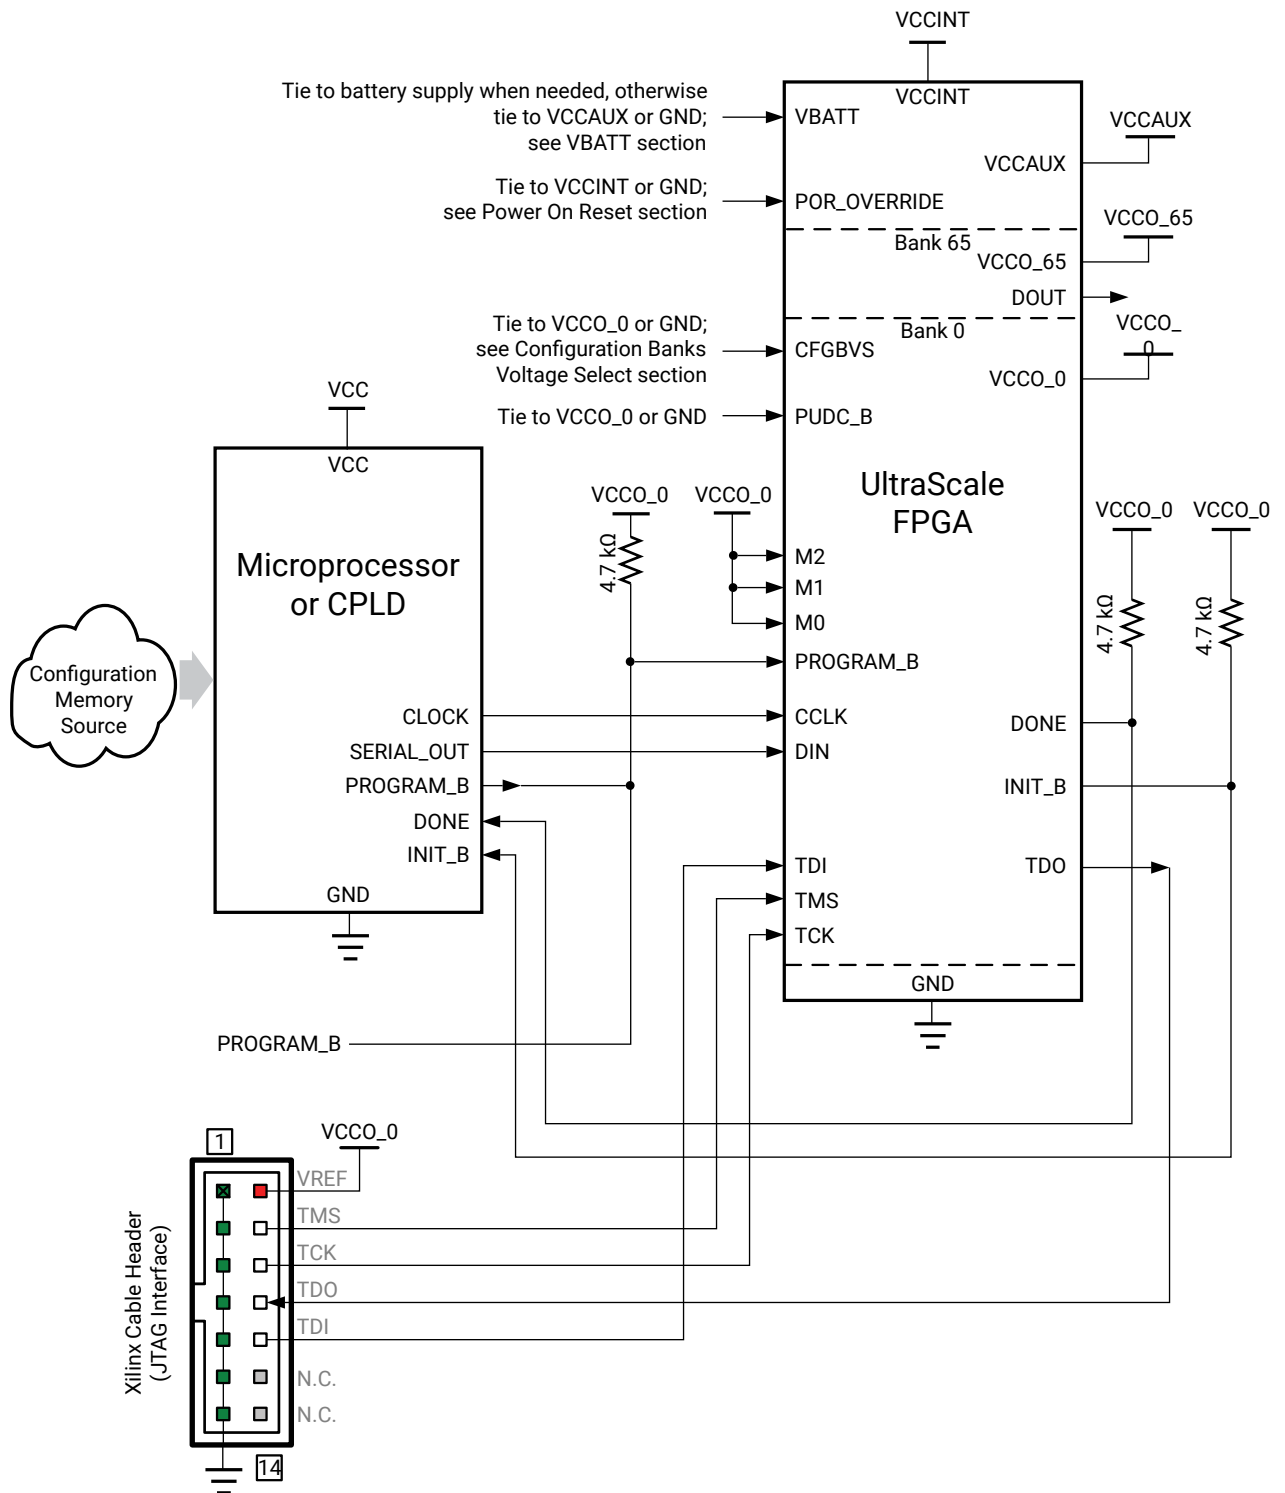 VCCINT
VCCINT
Tie to battery supply when needed, otherwise
tie to VCCAUX or GND;
see VBATT section
VBATT
VCCAUX
VCCAUX
Tie to VCCINT or GND;
see Power On Reset section
POR_OVERRIDE
VCCO_65
Bank 65
VCCO_65
DOUT
Tie to VCCO_0 or GND;
see Configuration Banks
Voltage Select section
CFGBVS
Bank 0
VCCO_
0
VCCO_0
Tie to VCCO_0 or GND
PUDC_B
VCC
VCC
UltraScale
FPGA
VCCO_0
VCCO_0
VCCO_0
VCCO_0
4.7 kΩ
4.7 kΩ
4.7 kΩ
Microprocessor
or CPLD
M2
M1
M0
PROGRAM_B
Configuration
Memory
Source
CLOCK
CCLK
DONE
SERIAL_OUT
DIN
PROGRAM_B
INIT_B
DONE
INIT_B
TDI
TDO
GND
TMS
TCK
GND
PROGRAM_B
1
VCCO_0
VREF
TMS
TCK
TDO
TDI
N.C.
N.C.
Xilinx Cable Header
(JTAG Interface)
14